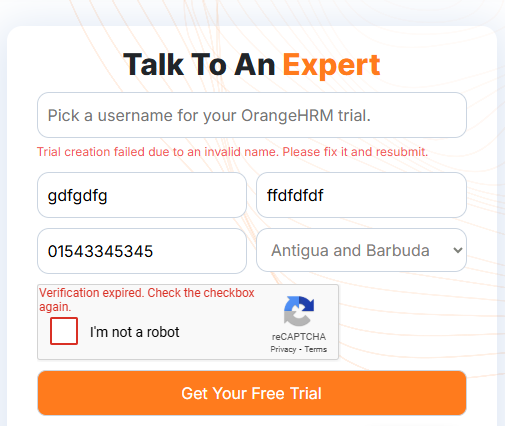 Talk To An Expert
Pick a username for your OrangeHRM trial.
Trial creation failed due to an invalid name. Please fix it and resubmit.
gdfgdfg ffdfdfdf
01543345345 Antigua and Barbuda
Verification expired. Check the checkbox
again.
I'm not a robot
reCAPTCHA
Privacy - Terms
Get Your Free Trial